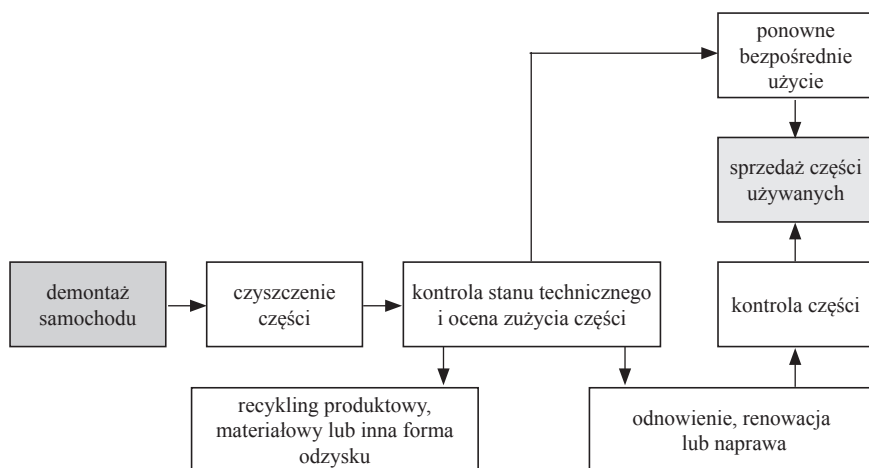 ponowne
bezpośrednie
użycie
sprzedaż części
używanych
demontaż
samochodu
czyszczenie
części
kontrola stanu technicznego
i ocena zużycia części
kontrola części
recykling produktowy,
materiałowy lub inna forma
odzysku
odnowienie, renowacja
lub naprawa